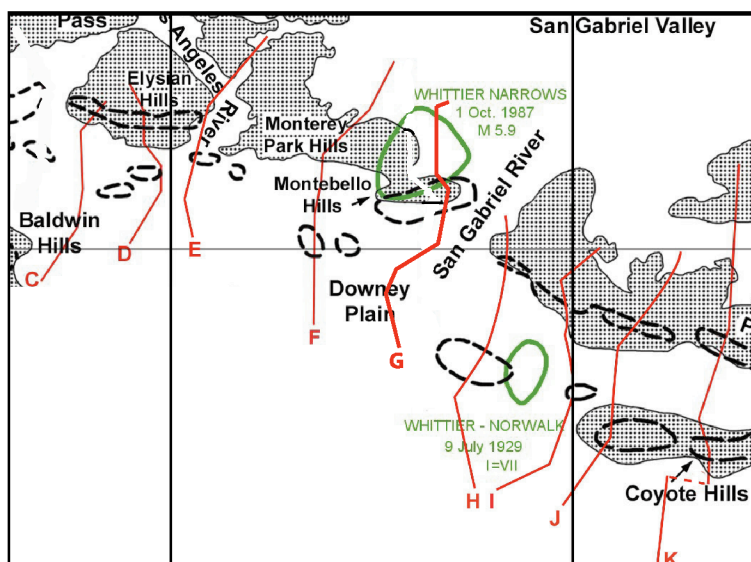 Pass
San Gabriel Valley
s Angeles River
Elysian
Hills
WHITTIER NARROWS
1 Oct. 1987
M 5.9
Monterey
Park Hills
San Gabriel River
Montebello
Hills
Baldwin
Hills
C
D
E
F
Downey
Plain
G
WHITTIER - NORWALK
9 July 1929
I=VII
H
I
J
Coyote Hills
K